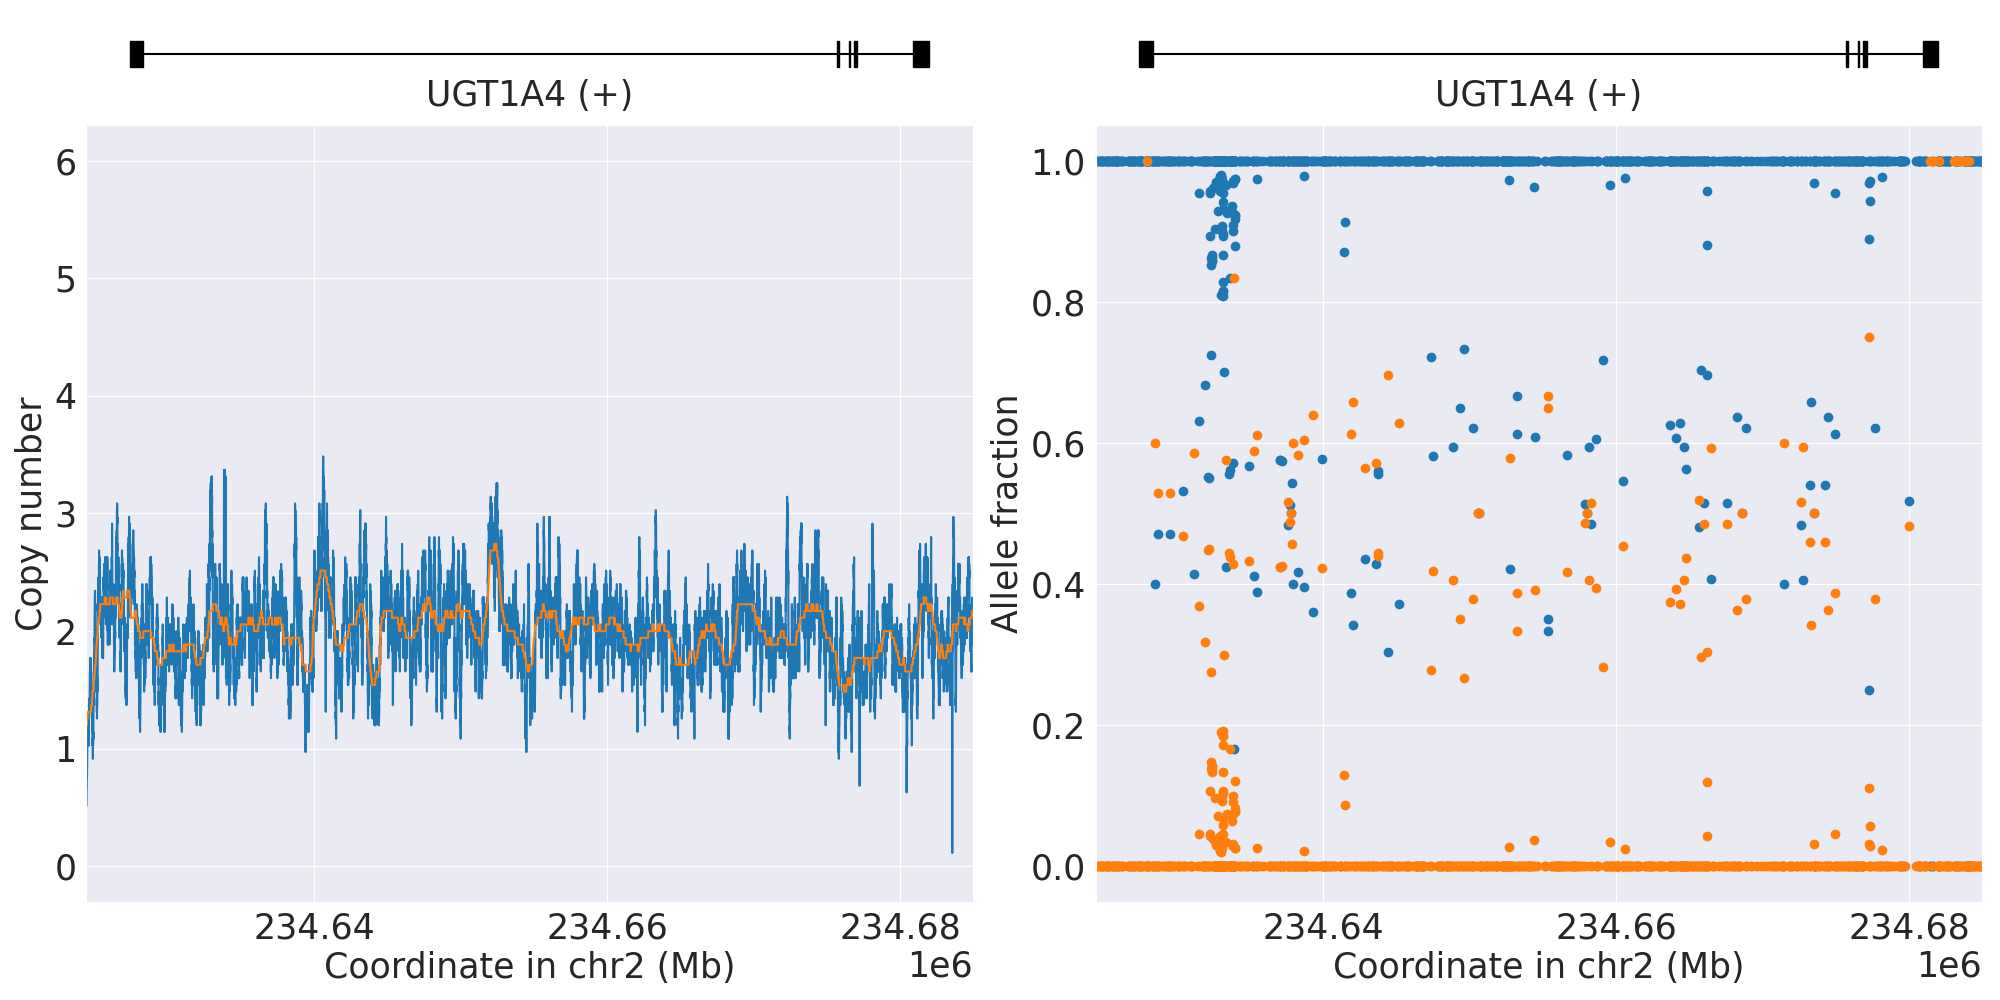 UGT1A4 (+)
6
5
4
3
2
1
0
Copy number
234.64 234.66 234.68
1e6
Coordinate in chr2 (Mb)
UGT1A4 (+)
1.0
0.8
0.6
0.4
0.2
0.0
Allele fraction
234.64 234.66 234.68
1e6
Coordinate in chr2 (Mb)